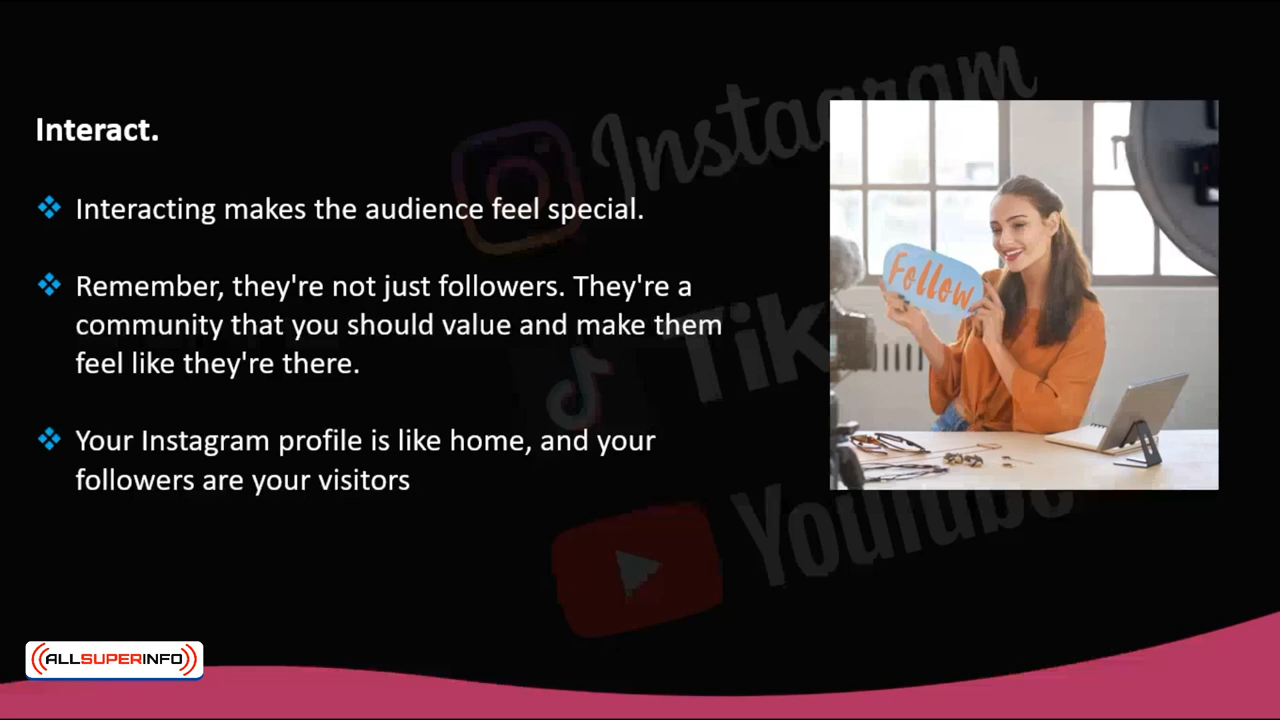 Instagram
Interact.
Interacting makes the audience feel special.
Remember, they're not just followers. They're a
community that you should value and make them
feel like they're there.
Your Instagram profile is like home, and your
followers are your visitors
Follow
TikT
Youtube
ALLSUPERINFO